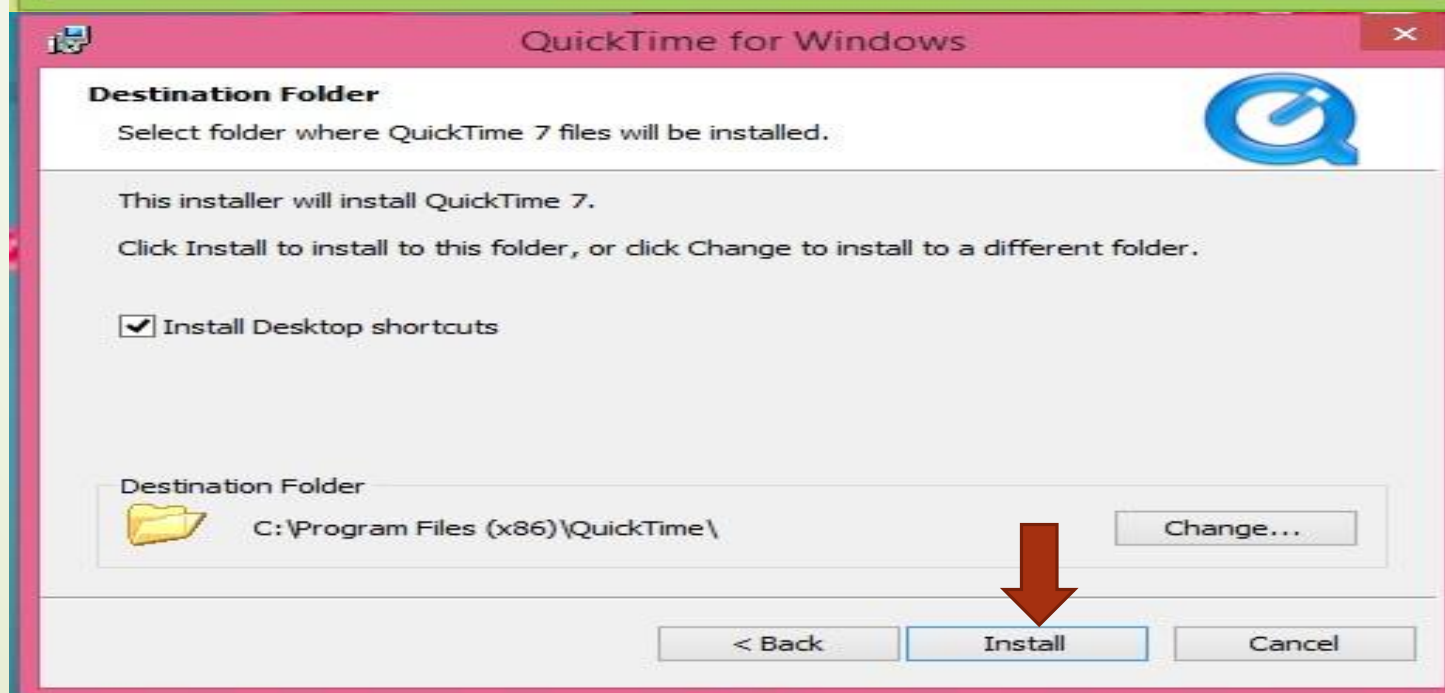 QuickTime for Windows
Destination Folder
Select folder where QuickTime 7 files will be installed.
This installer will install QuickTime 7.
Click Install to install to this folder, or click Change to install to a different folder.
Install Desktop shortcuts
Destination Folder
C:\Program Files (x86)\QuickTime\
Change...
< Back
Install
Cancel